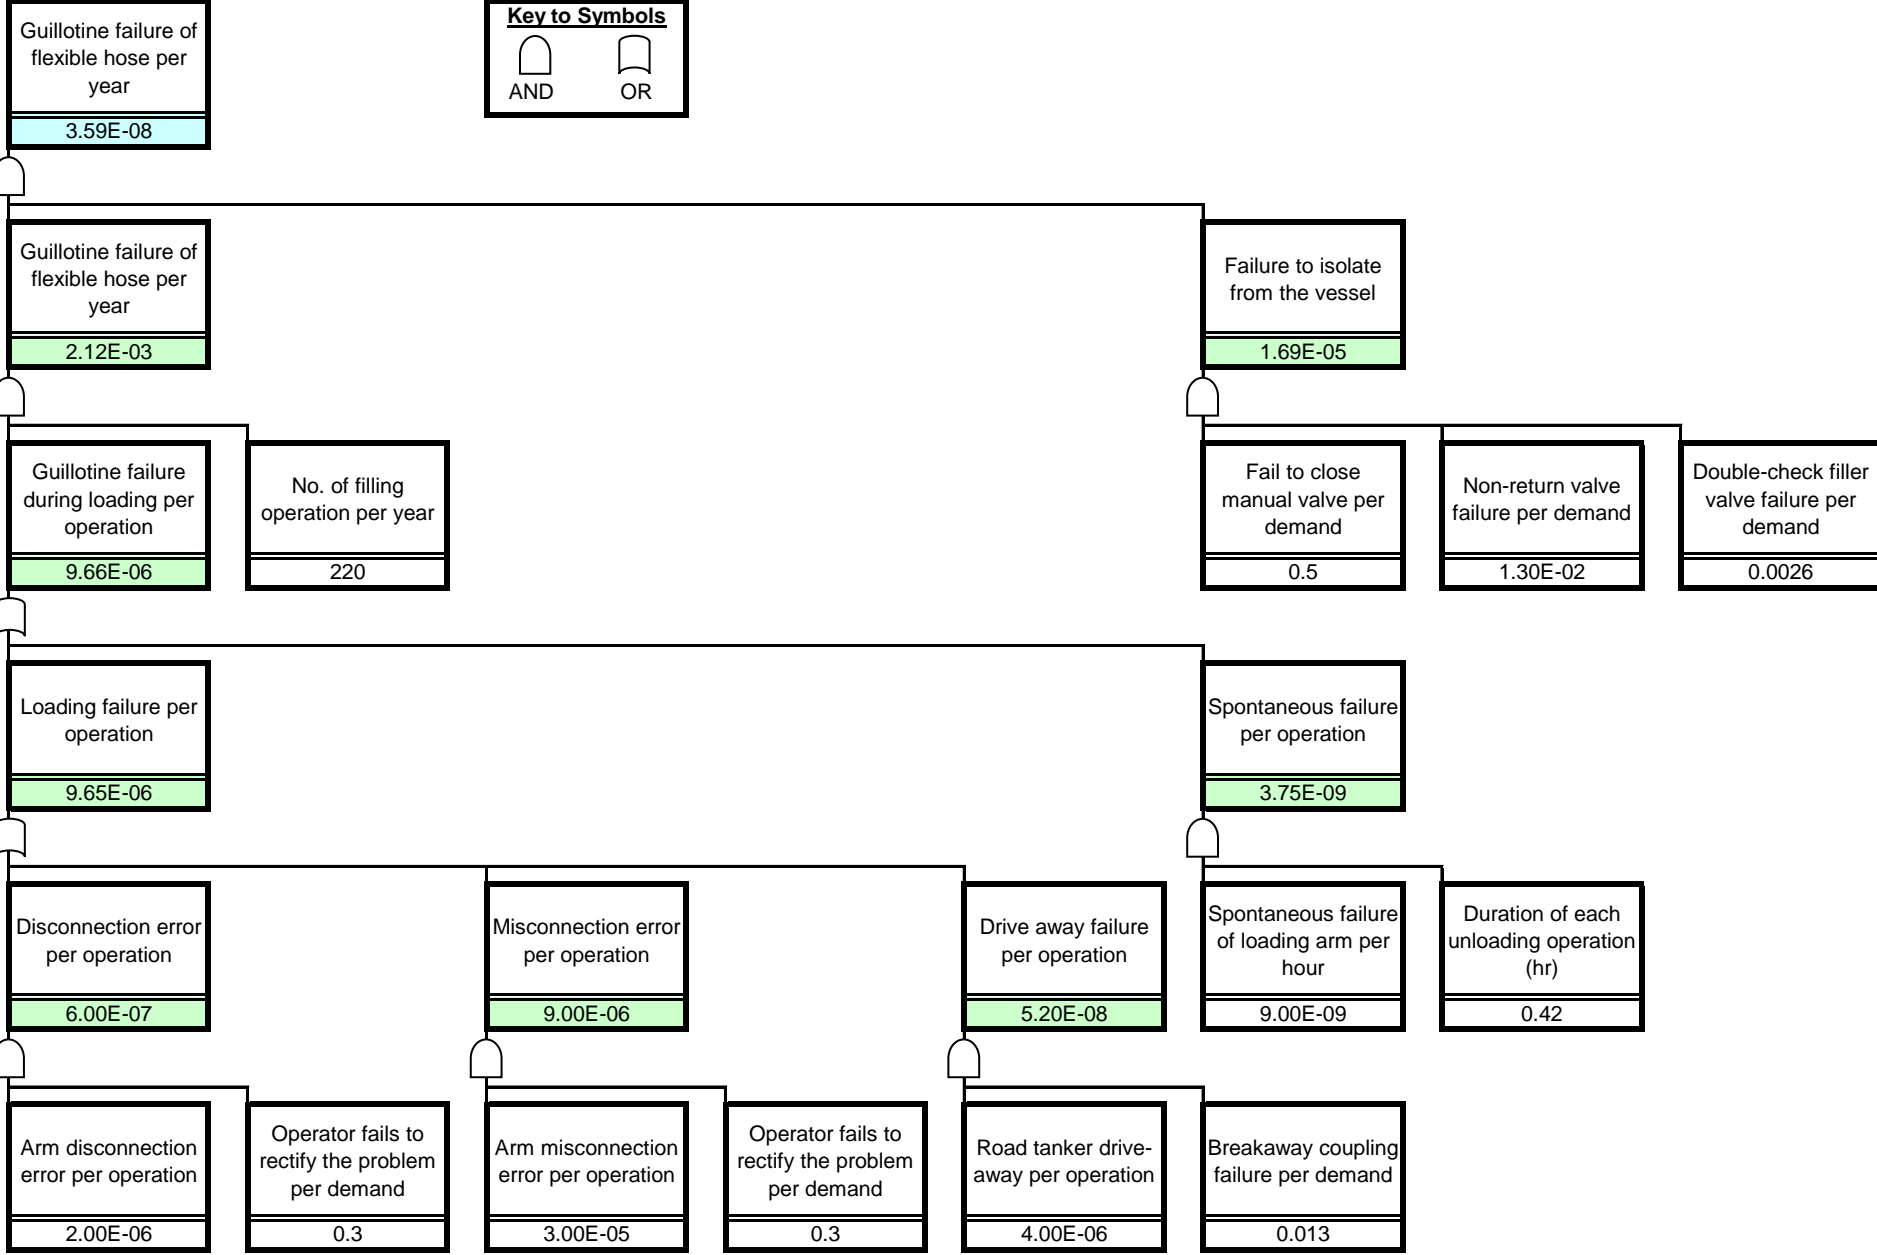 Guillotine failure of
flexible hose per
year
3.59E-08
Key to Symbols
AND OR
Guillotine failure of
flexible hose per
year
2.12E-03
Failure to isolate
from the vessel
1.69E-05
Guillotine failure
during loading per
operation
9.66E-06
No. of filling
operation per year
220
Fail to close
manual valve per
demand
0.5
Non-return valve
failure per demand
1.30E-02
Double-check filler
valve failure per
demand
0.0026
Loading failure per
operation
9.65E-06
Spontaneous failure
per operation
3.75E-09
Disconnection error
per operation
6.00E-07
Misconnection error
per operation
9.00E-06
Drive away failure
per operation
5.20E-08
Spontaneous failure
of loading arm per
hour
9.00E-09
Duration of each
unloading operation
(hr)
0.42
Arm disconnection
error per operation
2.00E-06
Operator fails to
rectify the problem
per demand
0.3
Arm misconnection
error per operation
3.00E-05
Operator fails to
rectify the problem
per demand
0.3
Road tanker drive-
away per operation
4.00E-06
Breakaway coupling
failure per demand
0.013